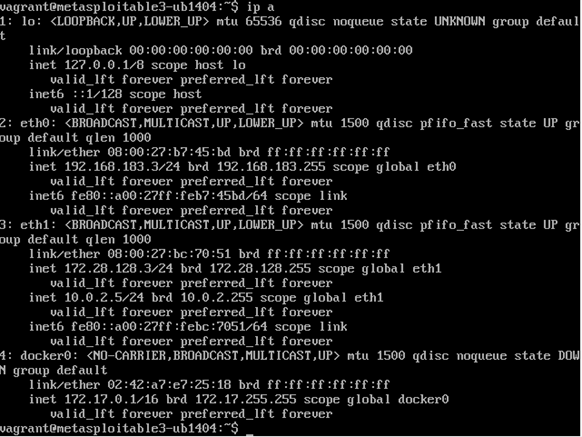 vagrant@metasploitable3-ub1404:~$ ip a
1: lo: <LOOPBACK,UP,LOWER_UP> mtu 65536 qdisc noqueue state UNKNOWN group defaul
t
    link/loopback 00:00:00:00:00:00 brd 00:00:00:00:00:00
    inet 127.0.0.1/8 scope host lo
       valid_lft forever preferred_lft forever
    inet6 ::1/128 scope host
       valid_lft forever preferred_lft forever
2: eth0: <BROADCAST,MULTICAST,UP,LOWER_UP> mtu 1500 qdisc pfifo_fast state UP gr
oup default qlen 1000
    link/ether 08:00:27:b7:45:bd brd ff:ff:ff:ff:ff:ff
    inet 192.168.183.3/24 brd 192.168.183.255 scope global eth0
       valid_lft forever preferred_lft forever
    inet6 fe80::a00:27ff:feb7:45bd/64 scope link
       valid_lft forever preferred_lft forever
3: eth1: <BROADCAST,MULTICAST,UP,LOWER_UP> mtu 1500 qdisc pfifo_fast state UP gr
oup default qlen 1000
    link/ether 08:00:27:bc:70:51 brd ff:ff:ff:ff:ff:ff
    inet 172.28.128.3/24 brd 172.28.128.255 scope global eth1
       valid_lft forever preferred_lft forever
    inet 10.0.2.5/24 brd 10.0.2.255 scope global eth1
       valid_lft forever preferred_lft forever
    inet6 fe80::a00:27ff:febc:7051/64 scope link
       valid_lft forever preferred_lft forever
4: docker0: <NO-CARRIER,BROADCAST,MULTICAST,UP> mtu 1500 qdisc noqueue state DOW
N group default
    link/ether 02:42:a7:e7:25:18 brd ff:ff:ff:ff:ff:ff
    inet 172.17.0.1/16 brd 172.17.255.255 scope global docker0
       valid_lft forever preferred_lft forever
vagrant@metasploitable3-ub1404:~$ _